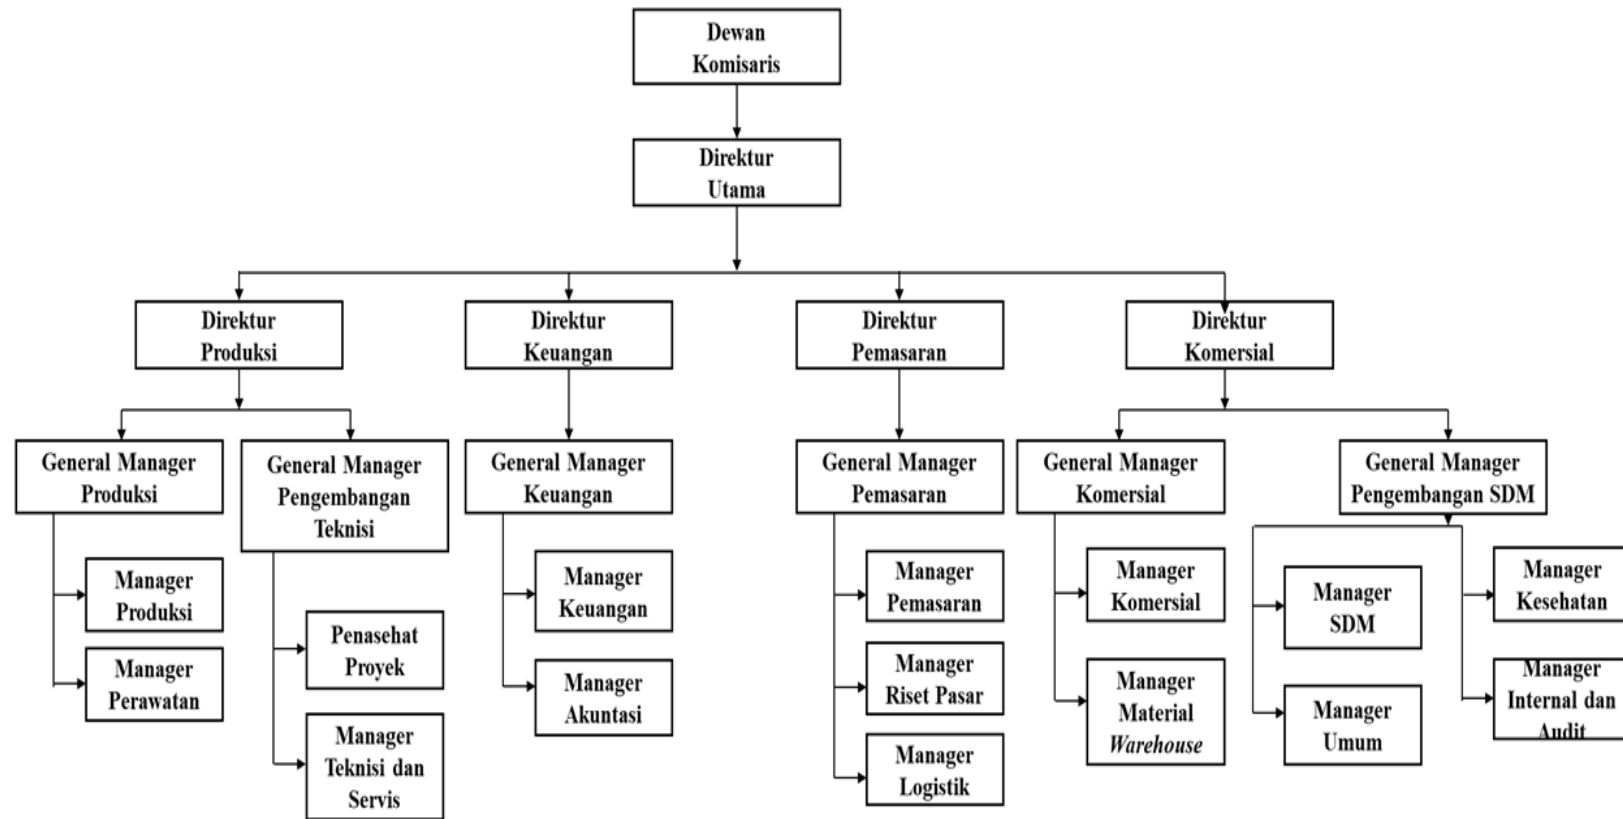 Dewan
Komisaris
Direktur
Utama
Direktur
Produksi
Direktur
Keuangan
Direktur
Pemasaran
Direktur
Komersial
General Manager
Produksi
General Manager
Pengembangan
Teknisi
General Manager
Keuangan
General Manager
Pemasaran
General Manager
Komersial
General Manager
Pengembangan SDM
Manager
Produksi
Manager
Perawatan
Penasehat
Proyek
Manager
Teknisi dan
Servis
Manager
Keuangan
Manager
Akuntasi
Manager
Pemasaran
Manager
Riset Pasar
Manager
Logistik
Manager
Komersial
Manager
Material
Warehouse
Manager
SDM
Manager
Umum
Manager
Kesehatan
Manager
Internal dan
Audit